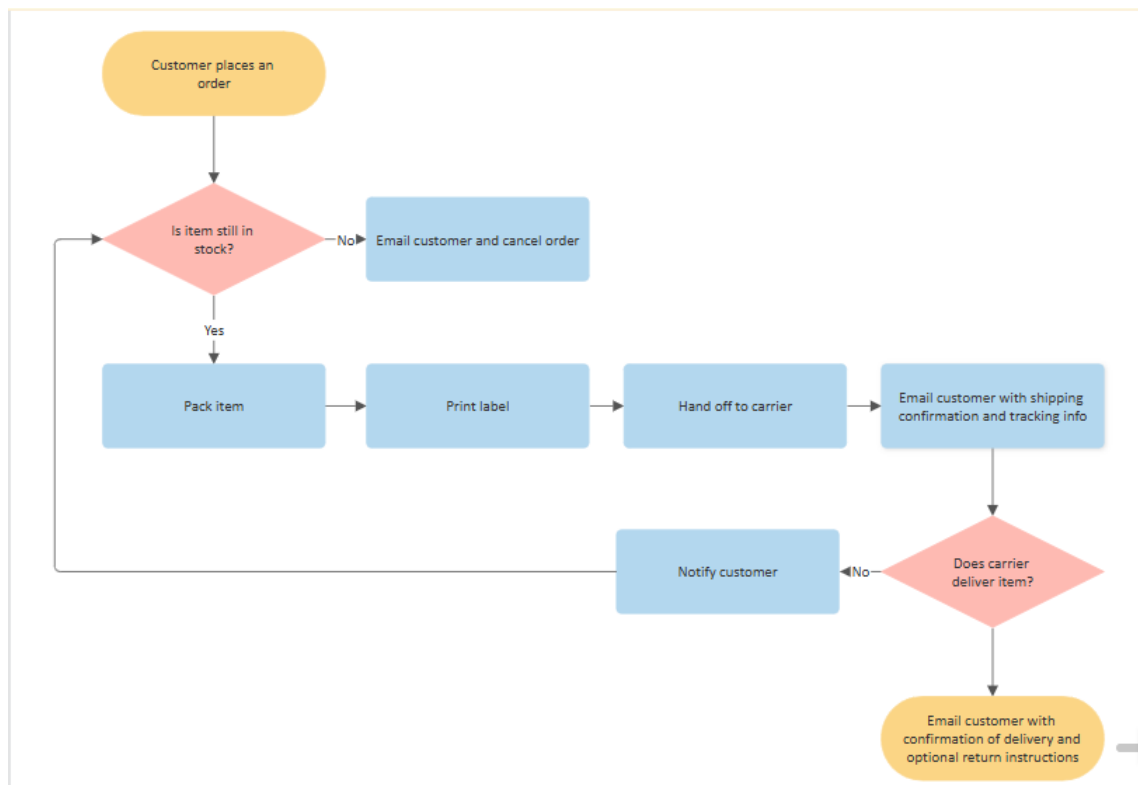 Customer places an
order
Is item still in
stock?
No
Email customer and cancel order
Yes
Pack item
Print label
Hand off to carrier
Email customer with shipping
confirmation and tracking info
Notify customer
No
Does carrier
deliver item?
Email customer with
confirmation of delivery and
optional return instructions